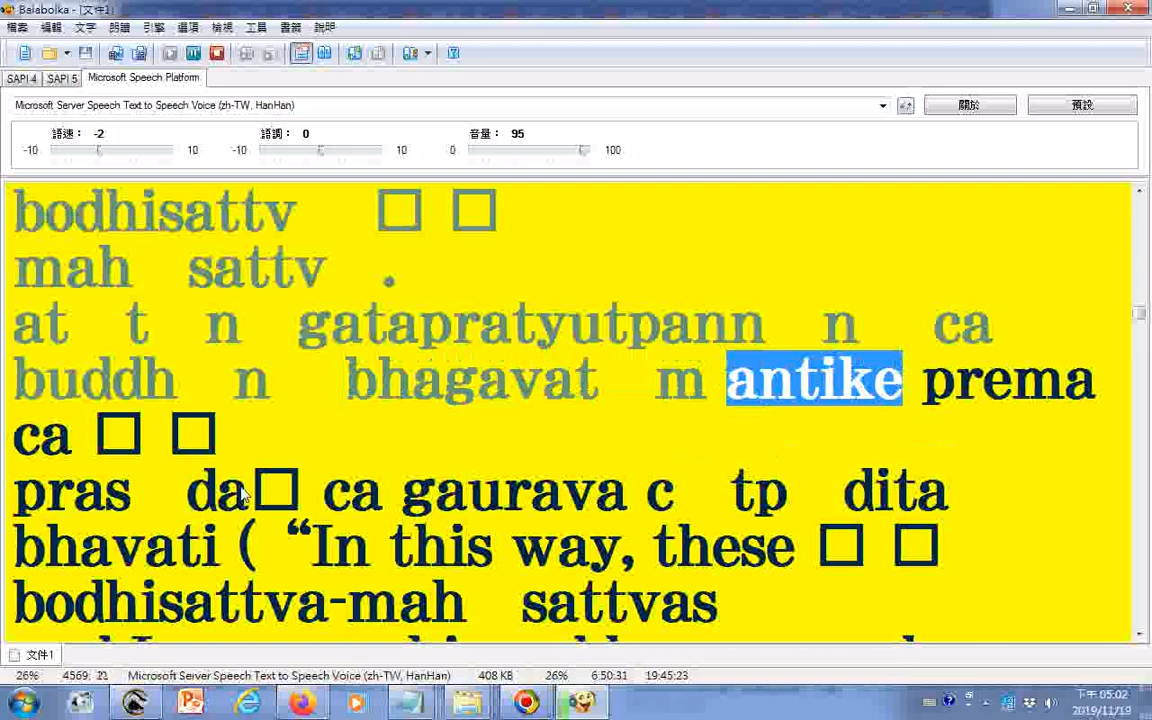 Balabolka - [文件1]
檔案 編輯 文字 朗讀 引擎 選項 檢視 工具 書籤 說明
SAPI 4 SAPI 5 Microsoft Speech Platform
Microsoft Server Speech Text to Speech Voice (zh-TW, HanHan) 關於 預設
語速： -2 語調： 0 音量： 95
-10 10 -10 10 0 100
bodhisattv □ □
mah sattv .
at t n gatapratyutpann n ca
buddh n bhagavat m antike prema
ca □ □
pras da□ ca gaurava c tp dita
bhavati ( “In this way, these □ □
bodhisattva-mah sattvas
文件1
26% 4569: 21 Microsoft Server Speech Text to Speech Voice (zh-TW, HanHan) 408 KB 26% 6:50:31 19:45:23
下午 05:02
2019/11/19